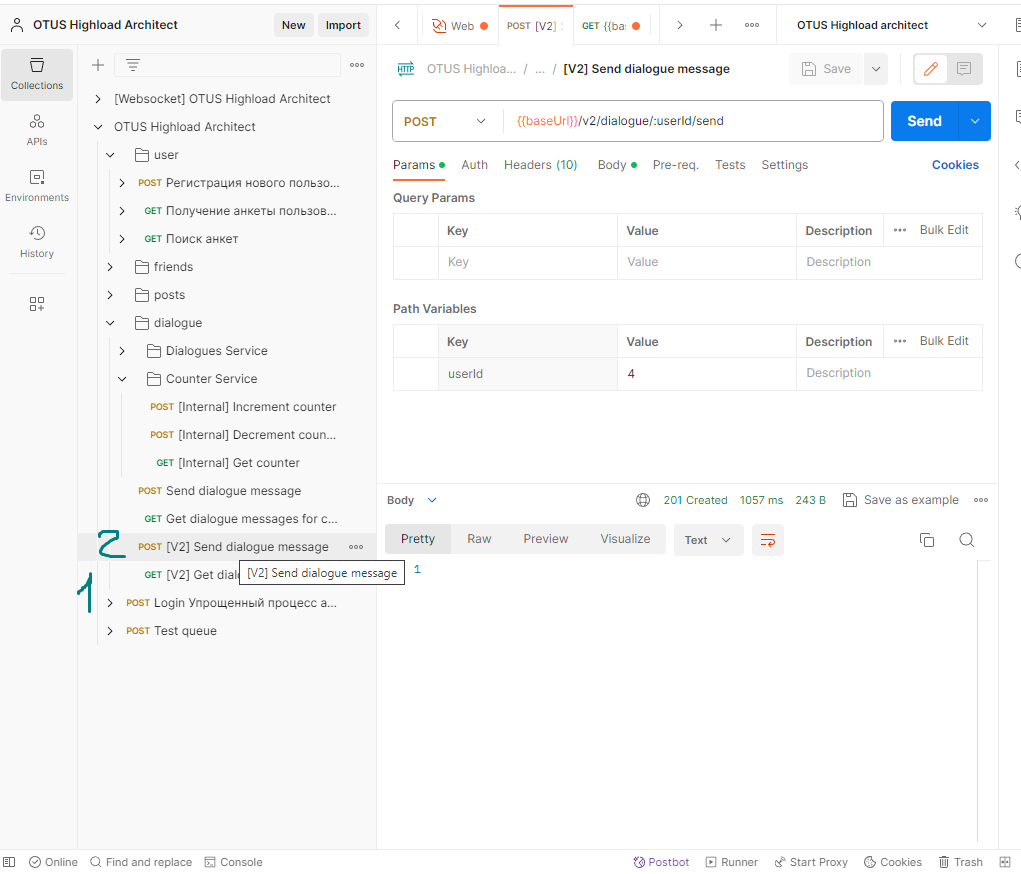 OTUS Highload Architect
New
Import
Web
POST [V2]
GET {{bas
OTUS Highload architect
Collections
APIs
Environments
History
[Websocket] OTUS Highload Architect
OTUS Highload Architect
user
POST Регистрация нового пользо...
GET Получение анкеты пользов...
GET Поиск анкет
friends
posts
dialogue
Dialogues Service
Counter Service
POST [Internal] Increment counter
POST [Internal] Decrement coun...
GET [Internal] Get counter
POST Send dialogue message
GET Get dialogue messages for c...
2
POST [V2] Send dialogue message
GET [V2] Get dial
[V2] Send dialogue message
1
POST Login Упрощенный процесс а...
POST Test queue
HTTP
OTUS Highloa... / ... / [V2] Send dialogue message
Save
POST
{{baseUrl}}/v2/dialogue/:userId/send
Send
Params
Auth
Headers (10)
Body
Pre-req.
Tests
Settings
Cookies
Query Params
Key Value Description Bulk Edit
Key Value Description
Path Variables
Key Value Description Bulk Edit
userId 4 Description
Body
201 Created 1057 ms 243 B
Save as example
Pretty Raw Preview Visualize
Text
1
Online
Find and replace
Console
Postbot
Runner
Start Proxy
Cookies
Trash